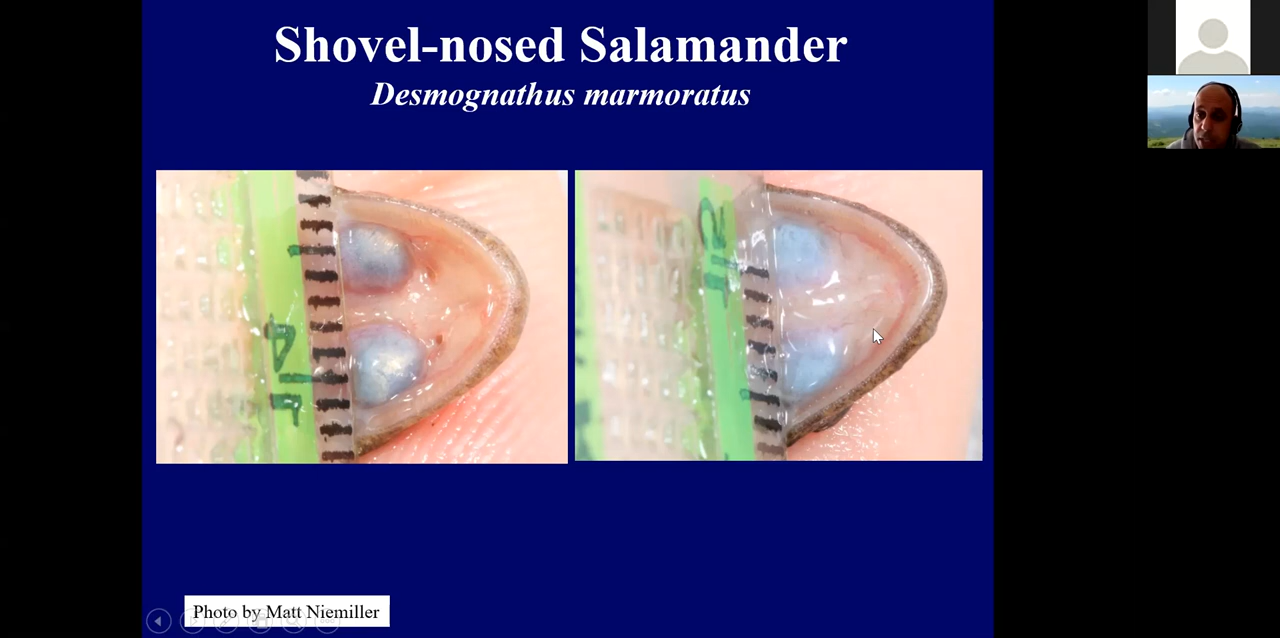 Shovel-nosed Salamander
Desmognathus marmoratus
Photo by Matt Niemiller